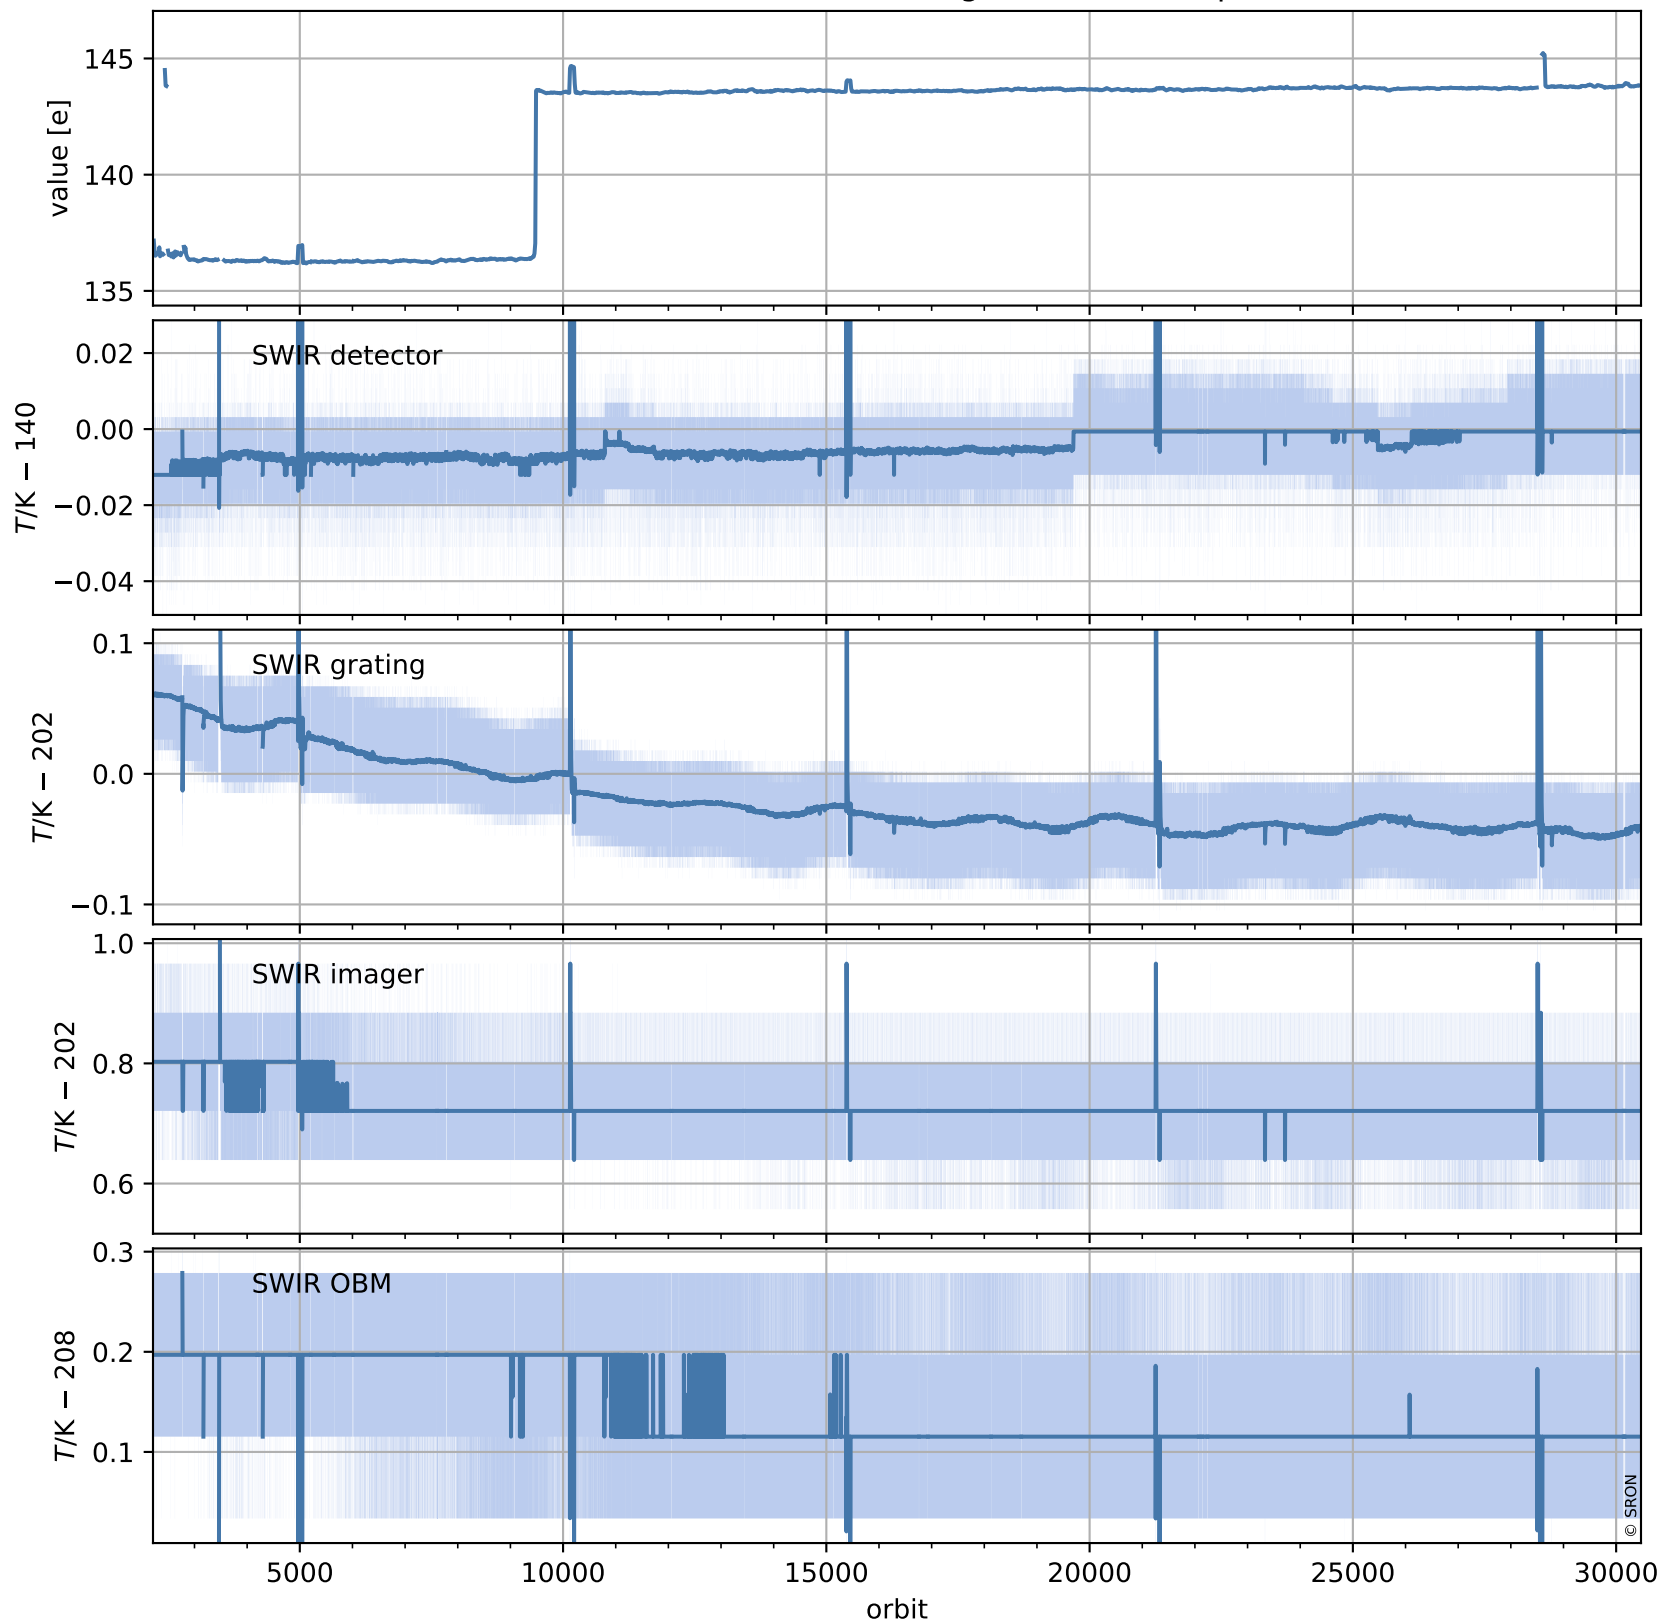 145
140
135
value [e]
SWIR detector
0.02
0.00
−0.02
−0.04
T/K − 140
SWIR grating
0.1
0.0
−0.1
T/K − 202
SWIR imager
1.0
0.8
0.6
T/K − 202
SWIR OBM
0.3
0.2
0.1
T/K − 208
© SRON
5000 10000 15000 20000 25000 30000
orbit